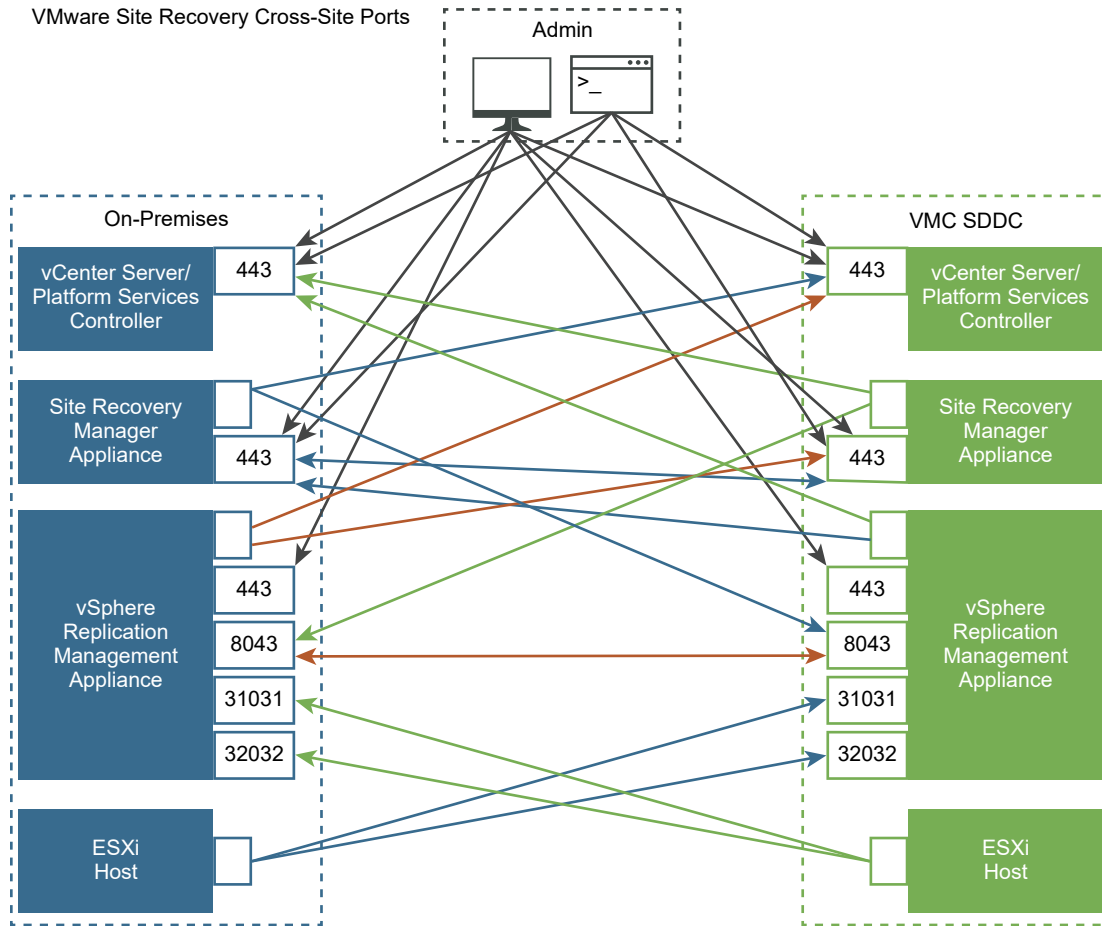 VMware Site Recovery Cross-Site Ports
Admin
>_
On-Premises
vCenter Server/
Platform Services
Controller
443
Site Recovery
Manager
Appliance
443
vSphere
Replication
Management
Appliance
443
8043
31031
32032
ESXi
Host
VMC SDDC
443
vCenter Server/
Platform Services
Controller
443
Site Recovery
Manager
Appliance
443
8043
31031
32032
vSphere
Replication
Management
Appliance
ESXi
Host